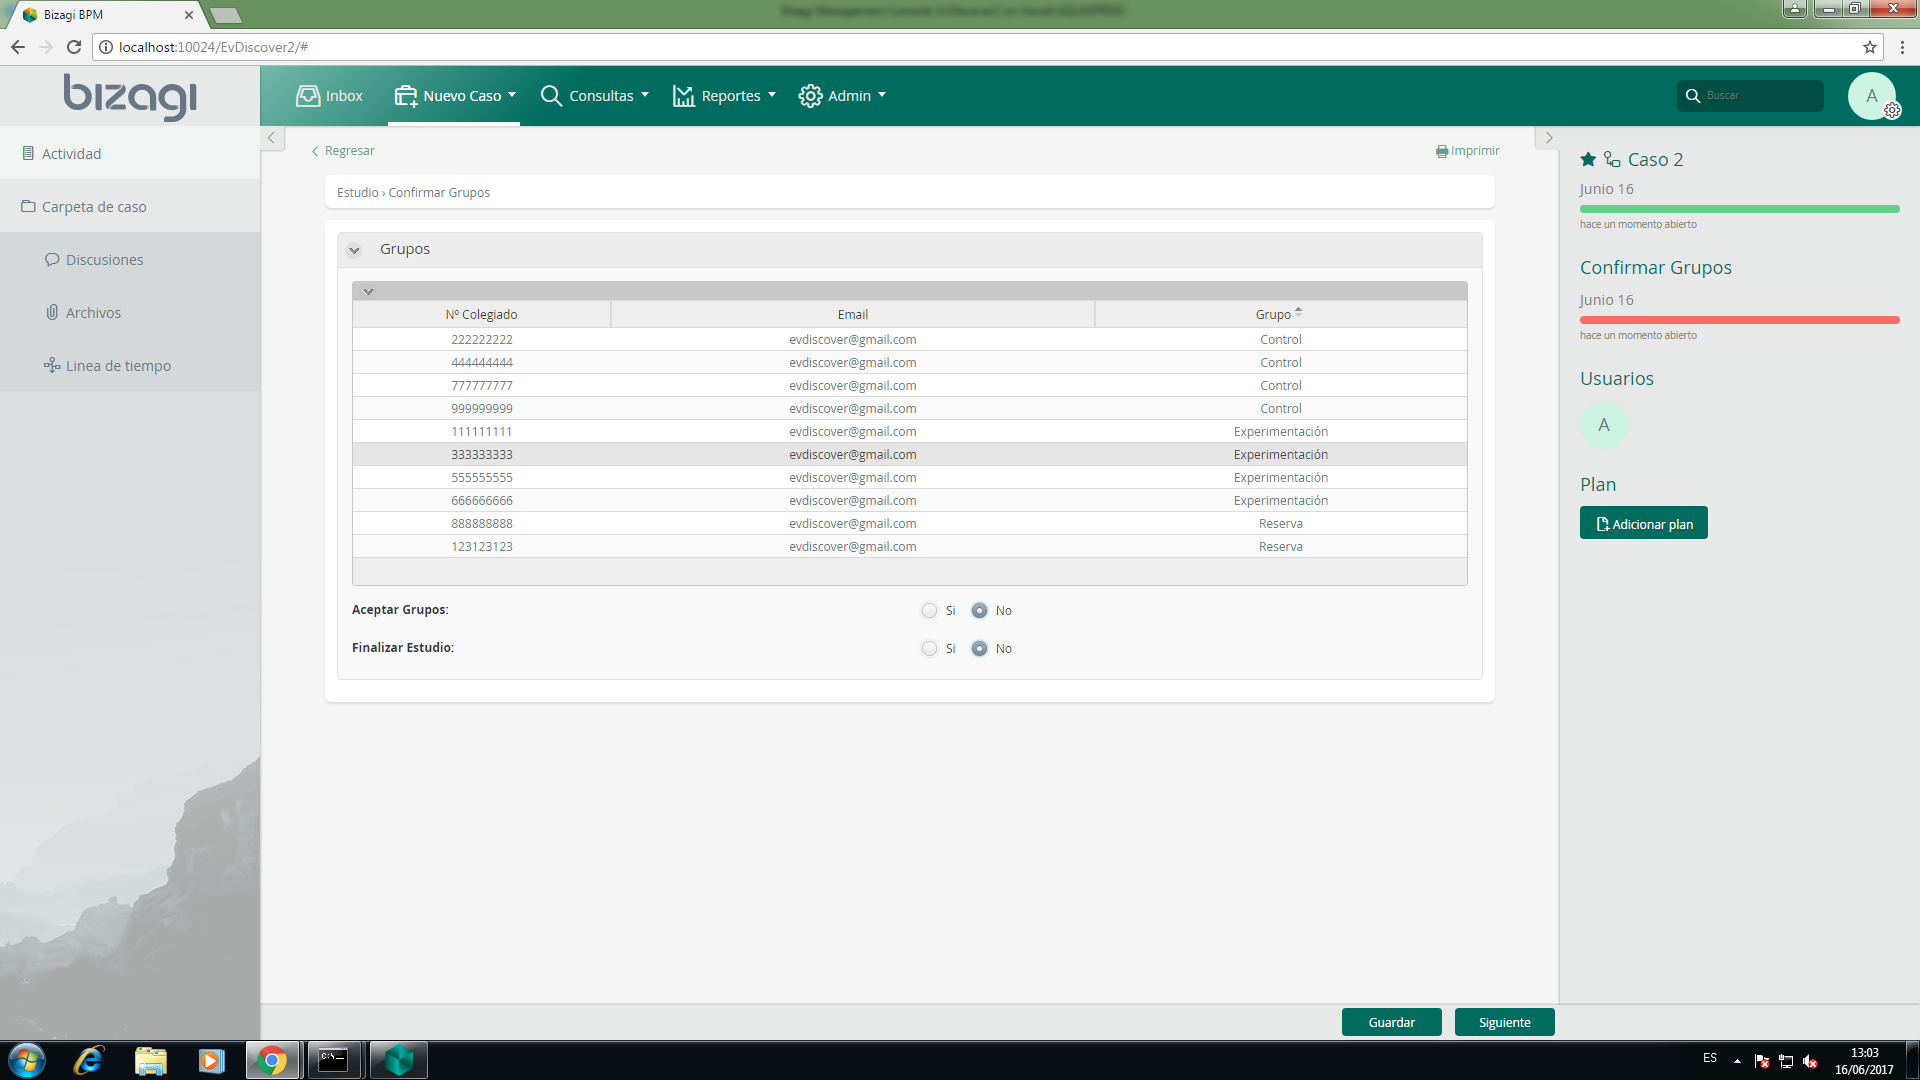 Bizagi BPM
localhost:10024/EvDiscover2/#
bizagi
Inbox
Nuevo Caso
Consultas
Reportes
Admin
Buscar
A
Actividad
Carpeta de caso
Discusiones
Archivos
Linea de tiempo
Regresar
Imprimir
Estudio › Confirmar Grupos
Grupos
Nº Colegiado Email Grupo
222222222 evdiscover@gmail.com Control
444444444 evdiscover@gmail.com Control
777777777 evdiscover@gmail.com Control
999999999 evdiscover@gmail.com Control
111111111 evdiscover@gmail.com Experimentación
333333333 evdiscover@gmail.com Experimentación
555555555 evdiscover@gmail.com Experimentación
666666666 evdiscover@gmail.com Experimentación
888888888 evdiscover@gmail.com Reserva
123123123 evdiscover@gmail.com Reserva
Aceptar Grupos: Si No
Finalizar Estudio: Si No
Caso 2
Junio 16
hace un momento abierto
Confirmar Grupos
Junio 16
hace un momento abierto
Usuarios
A
Plan
Adicionar plan
Guardar
Siguiente
C:\_
ES
13:03
16/06/2017